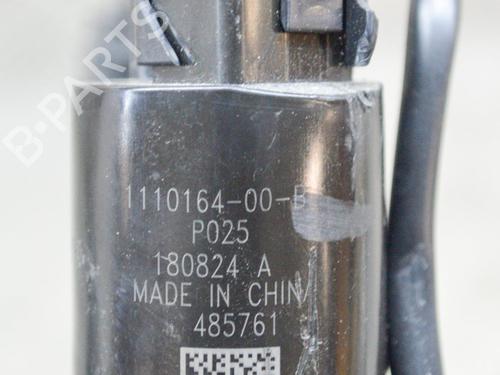 B-PARTS
1110164-00-B
P025
180824 A
MADE IN CHIN
485761